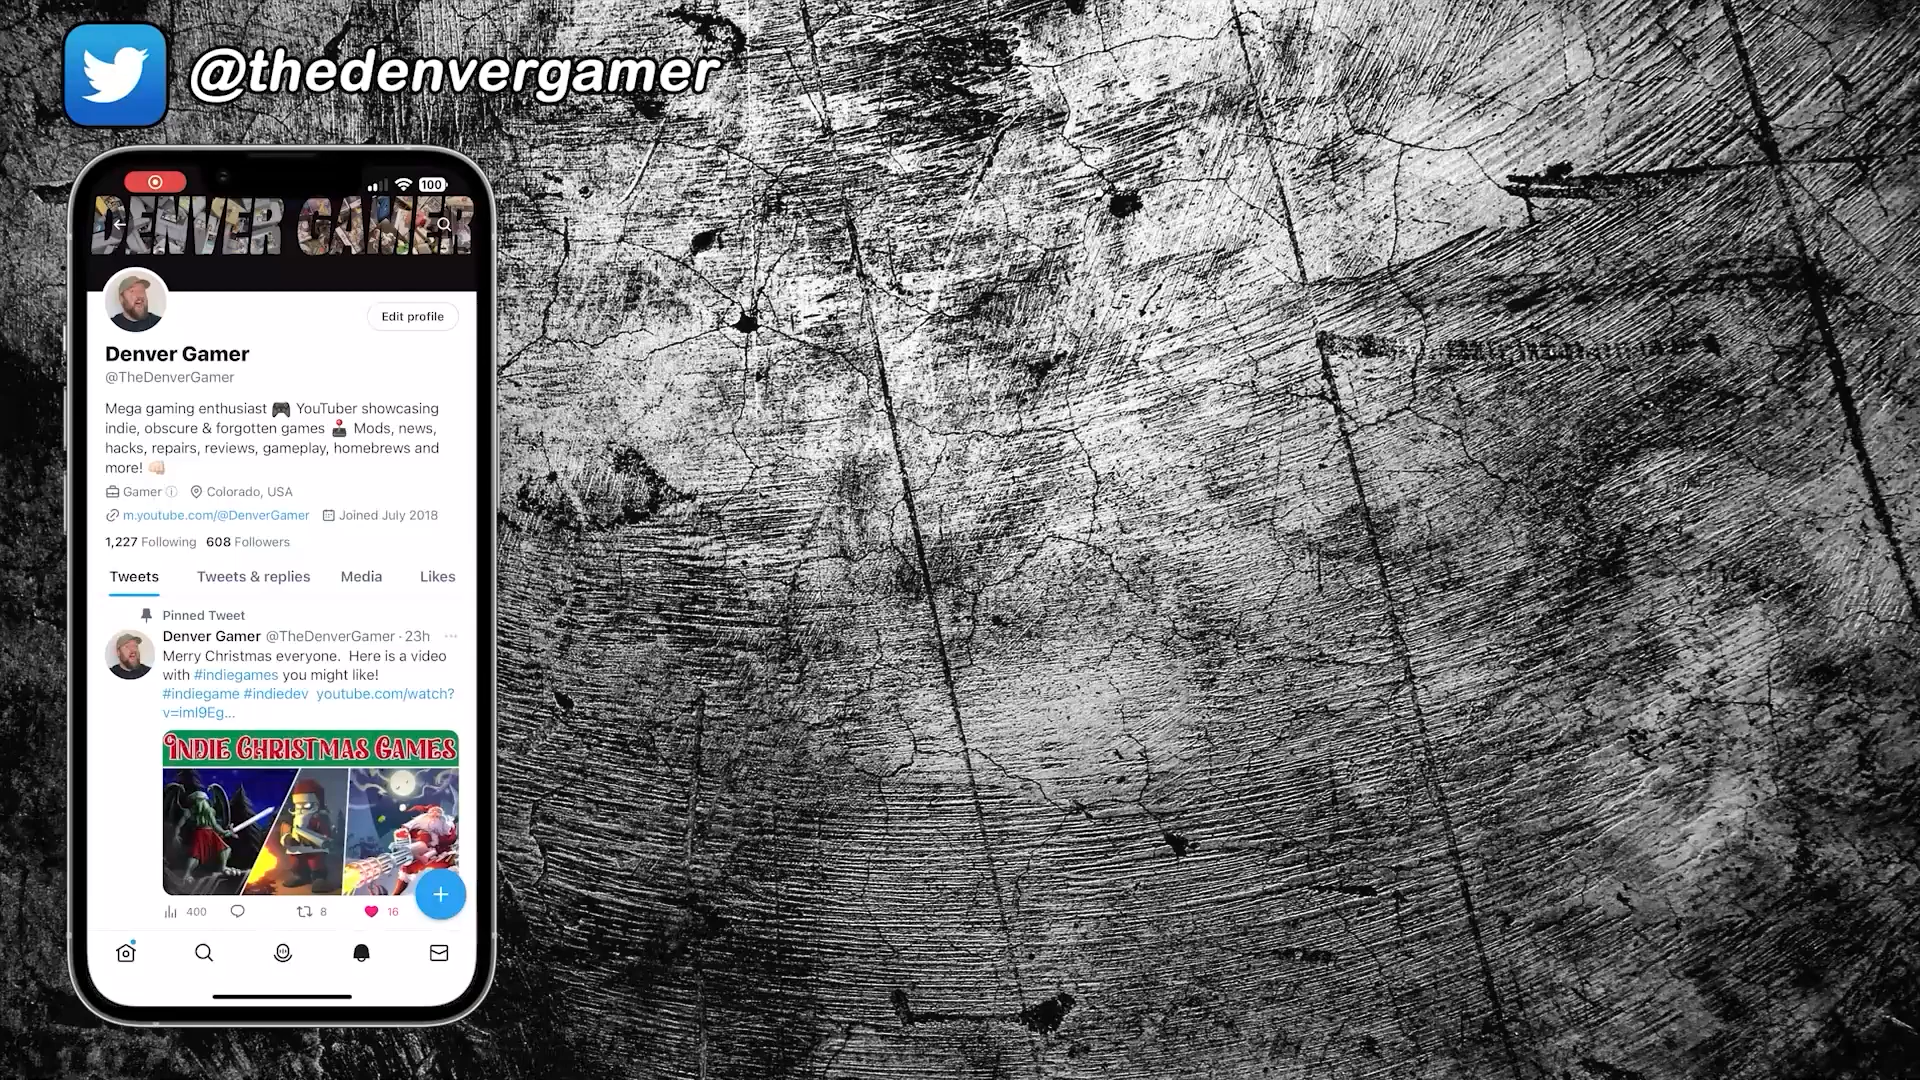 @thedenvergamer
100
DENVER GAMER
Edit profile
Denver Gamer
@TheDenverGamer
Mega gaming enthusiast 🎮 YouTuber showcasing
indie, obscure & forgotten games 🕹️ Mods, news,
hacks, repairs, reviews, gameplay, homebrews and
more! 👊🏻
Gamer Colorado, USA
m.youtube.com/@DenverGamer Joined July 2018
1,227 Following 608 Followers
Tweets Tweets & replies Media Likes
Pinned Tweet
Denver Gamer @TheDenverGamer · 23h
Merry Christmas everyone. Here is a video
with #indiegames you might like!
#indiegame #indiedev youtube.com/watch?
v=iml9Eg...
INDIE CHRISTMAS GAMES
400 8 16